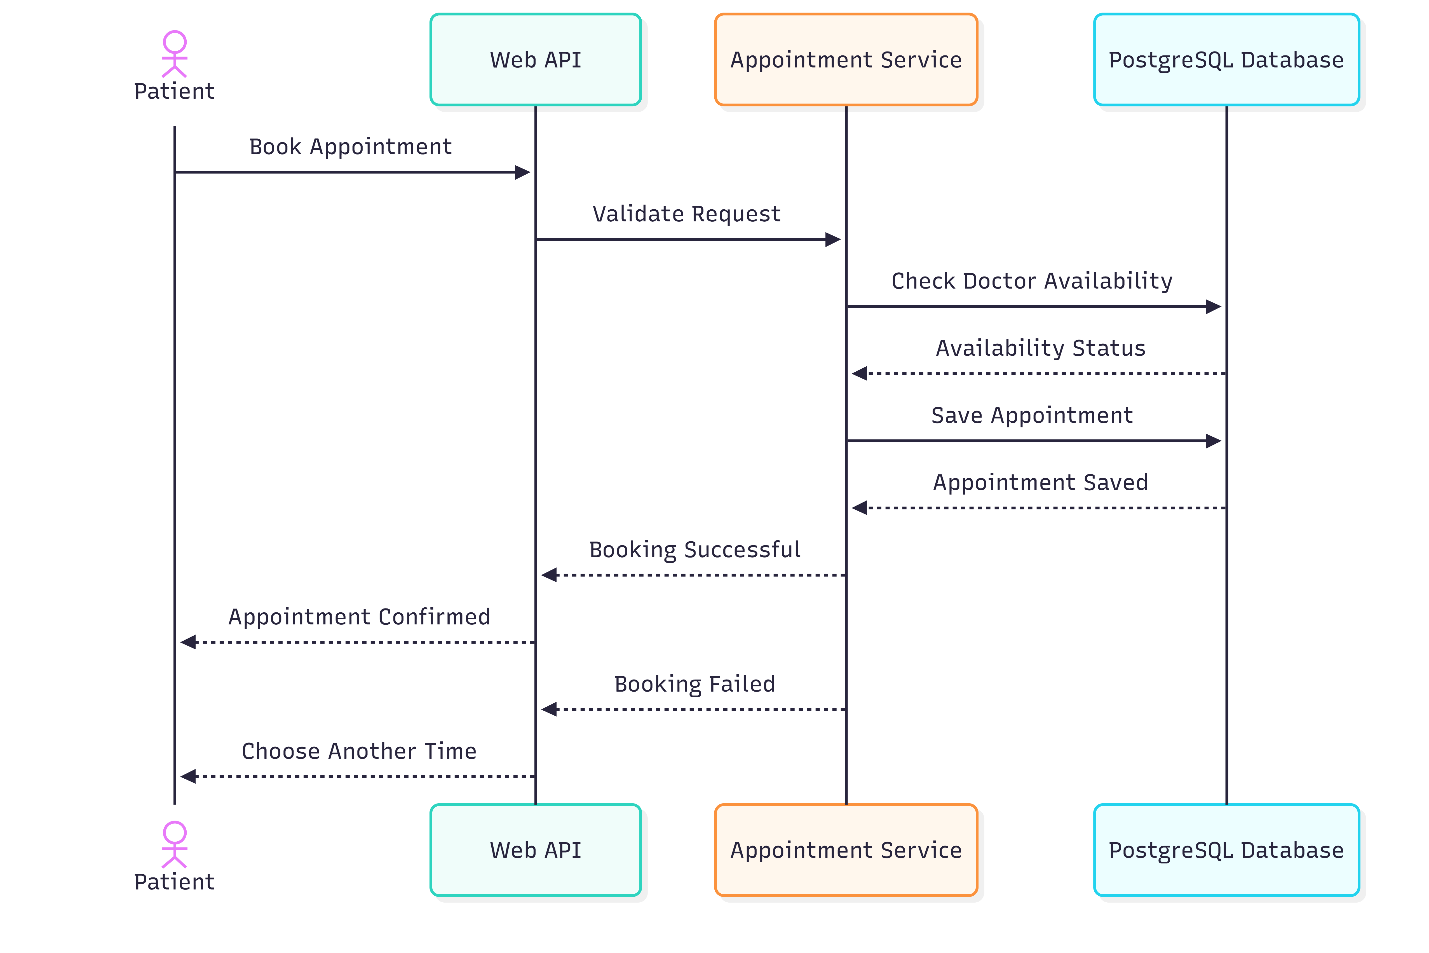 Patient
Web API
Appointment Service
PostgreSQL Database
Book Appointment
Validate Request
Check Doctor Availability
Availability Status
Save Appointment
Appointment Saved
Booking Successful
Appointment Confirmed
Booking Failed
Choose Another Time
Patient
Web API
Appointment Service
PostgreSQL Database